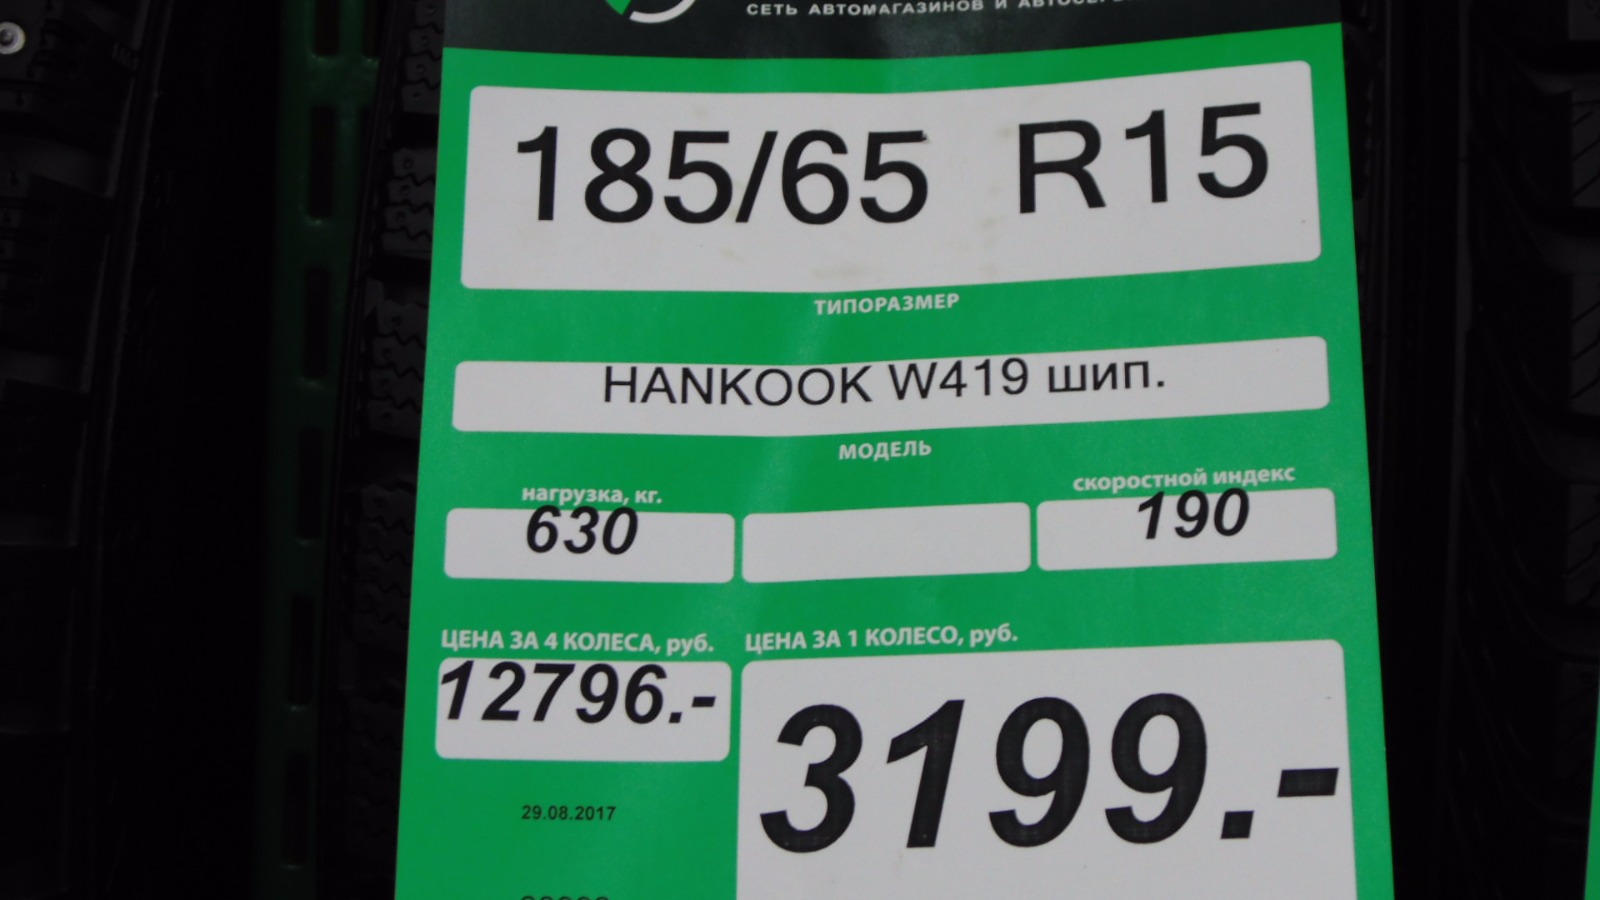 СЕТЬ АВТОМАГАЗИНОВ И
185/65 R15
ТИПОРАЗМЕР
HANKOOK W419 шип.
МОДЕЛЬ
нагрузка, кг. скоростной индекс
630 190
ЦЕНА ЗА 4 КОЛЕСА, руб. ЦЕНА ЗА 1 КОЛЕСО, руб.
12796.- 3199.-
29.08.2017